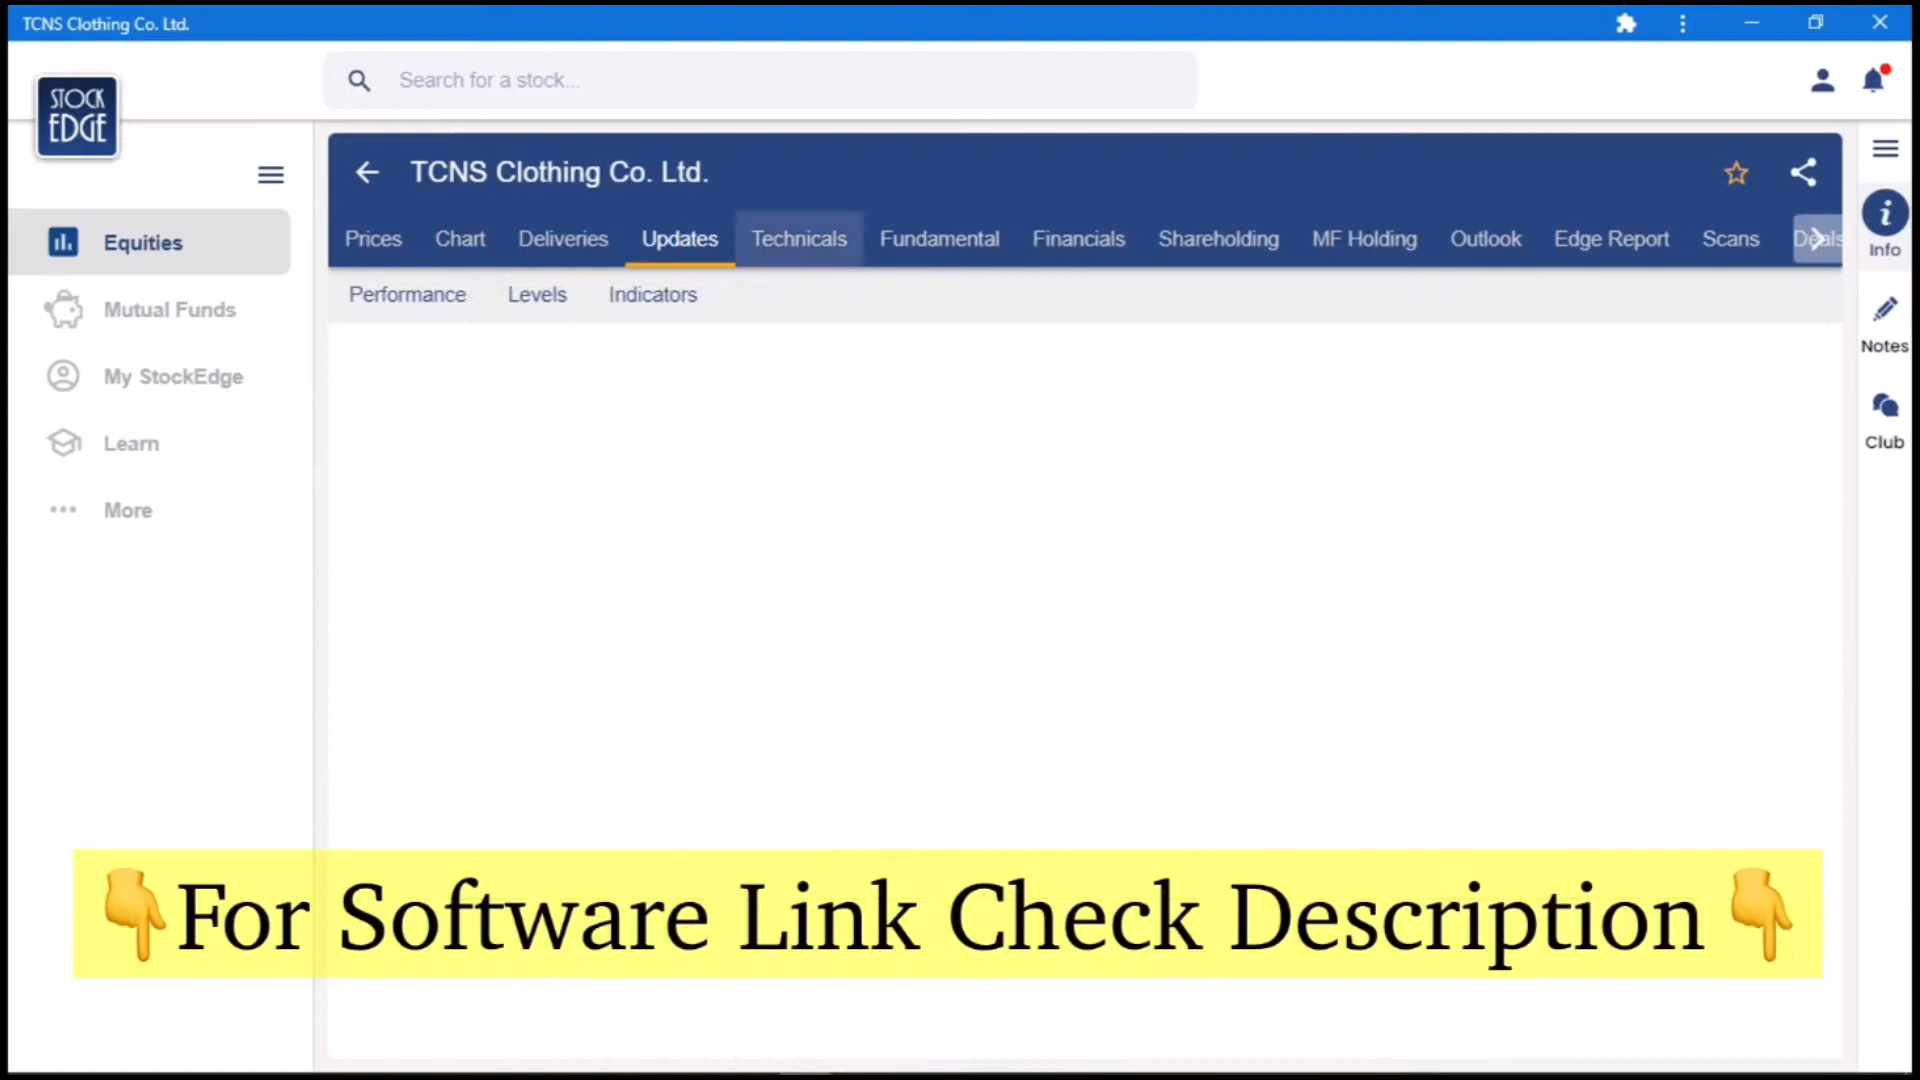 TCNS Clothing Co. Ltd.
STOCK
EDGE
Search for a stock...
TCNS Clothing Co. Ltd.
Prices Chart Deliveries Updates Technicals Fundamental Financials Shareholding MF Holding Outlook Edge Report Scans Deals
Performance Levels Indicators
Equities
Mutual Funds
My StockEdge
Learn
More
Info
Notes
Club
👇For Software Link Check Description👇